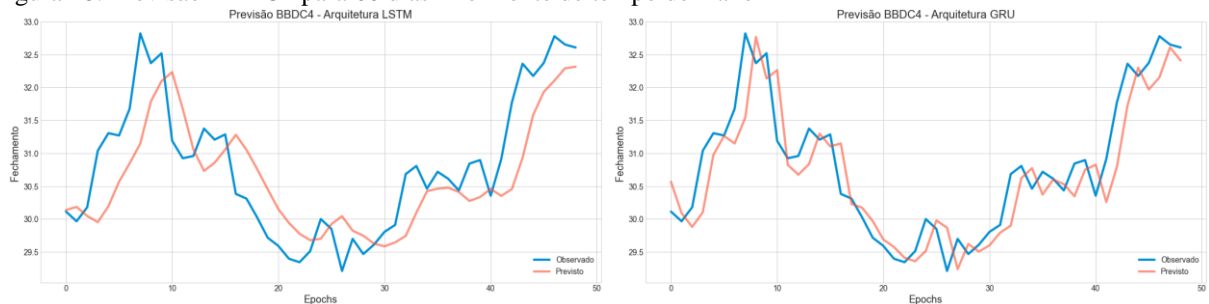 Previsão BBDC4 - Arquitetura LSTM
33.0
32.5
32.0
31.5
31.0
30.5
30.0
29.5
Fechamento
0 10 20 30 40 50
Epochs
Observado
Previsto
Previsão BBDC4 - Arquitetura GRU
33.0
32.5
32.0
31.5
31.0
30.5
30.0
29.5
Fechamento
0 10 20 30 40 50
Epochs
Observado
Previsto